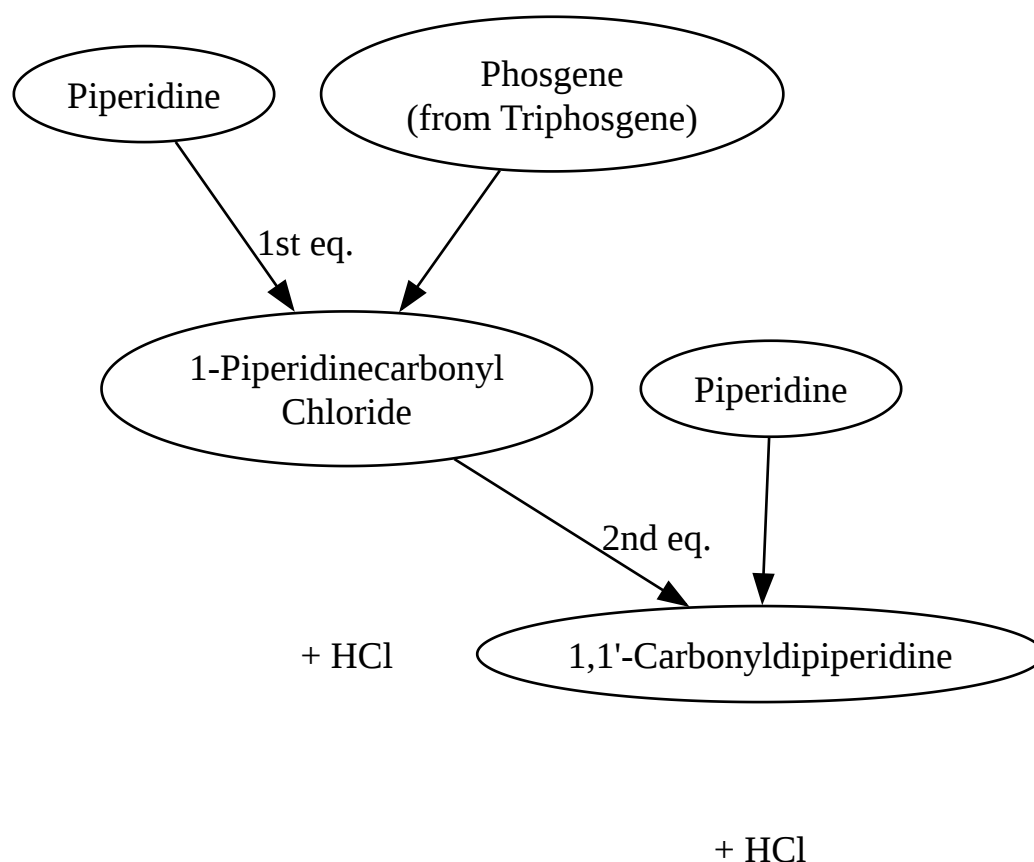 Piperidine
Phosgene
(from Triphosgene)
1st eq.
1-Piperidinecarbonyl
Chloride
Piperidine
2nd eq.
+ HCl
1,1'-Carbonyldipiperidine
+ HCl